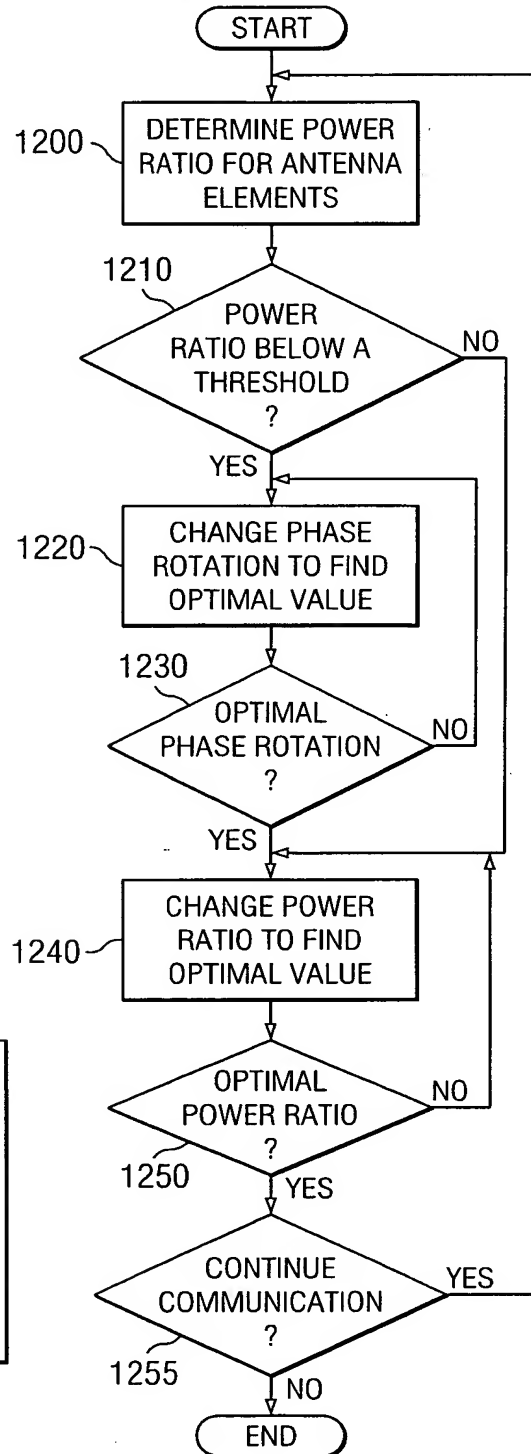 START
1200
DETERMINE POWER
RATIO FOR ANTENNA
ELEMENTS
1210
POWER
RATIO BELOW A
THRESHOLD
?
NO
YES
1220
CHANGE PHASE
ROTATION TO FIND
OPTIMAL VALUE
1230
OPTIMAL
PHASE ROTATION
?
NO
YES
1240
CHANGE POWER
RATIO TO FIND
OPTIMAL VALUE
OPTIMAL
POWER RATIO
?
NO
1250
YES
CONTINUE
COMMUNICATION
?
YES
1255
NO
END